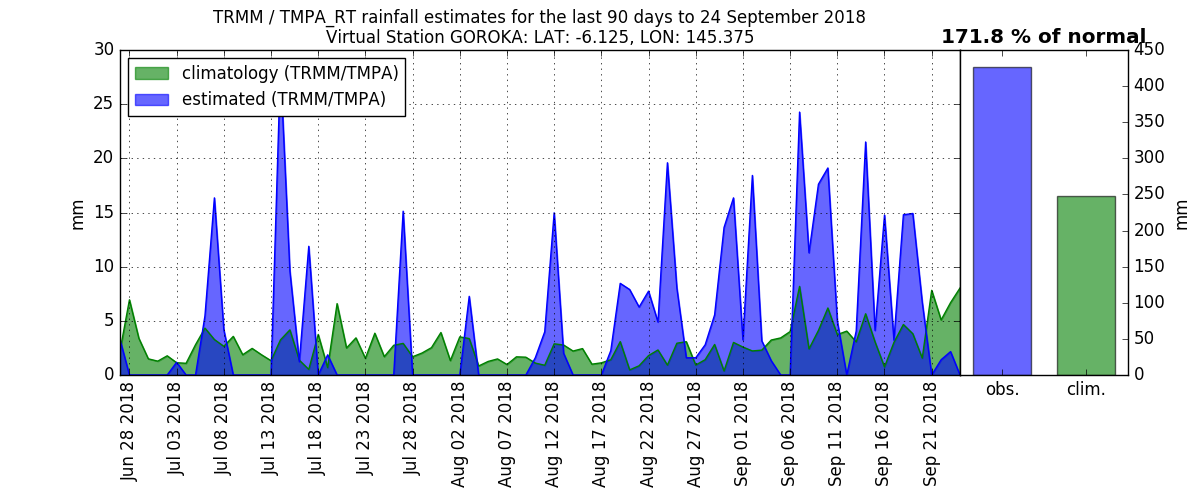 TRMM / TMPA_RT rainfall estimates for the last 90 days to 24 September 2018
Virtual Station GOROKA: LAT: -6.125, LON: 145.375
171.8 % of normal
climatology (TRMM/TMPA)
estimated (TRMM/TMPA)
30
25
20
15
10
5
0
mm
Jun 28 2018
Jul 03 2018
Jul 08 2018
Jul 13 2018
Jul 18 2018
Jul 23 2018
Jul 28 2018
Aug 02 2018
Aug 07 2018
Aug 12 2018
Aug 17 2018
Aug 22 2018
Aug 27 2018
Sep 01 2018
Sep 06 2018
Sep 11 2018
Sep 16 2018
Sep 21 2018
obs.
clim.
450
400
350
300
250
200
150
100
50
0
mm